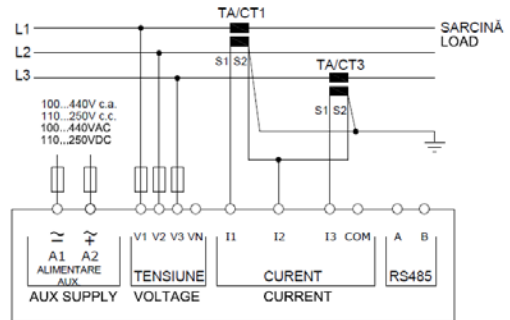 TA/CT1
L1
SARCINĂ
LOAD
L2
S1 S2
TA/CT3
L3
S1 S2
100...440V c.a.
110...250V c.c.
100...440VAC
110...250VDC
A1 A2
ALIMENTARE
AUX.
AUX SUPPLY
V1 V2 V3 VN
TENSIUNE
VOLTAGE
I1 I2 I3 COM
CURENT
CURRENT
A B
RS485